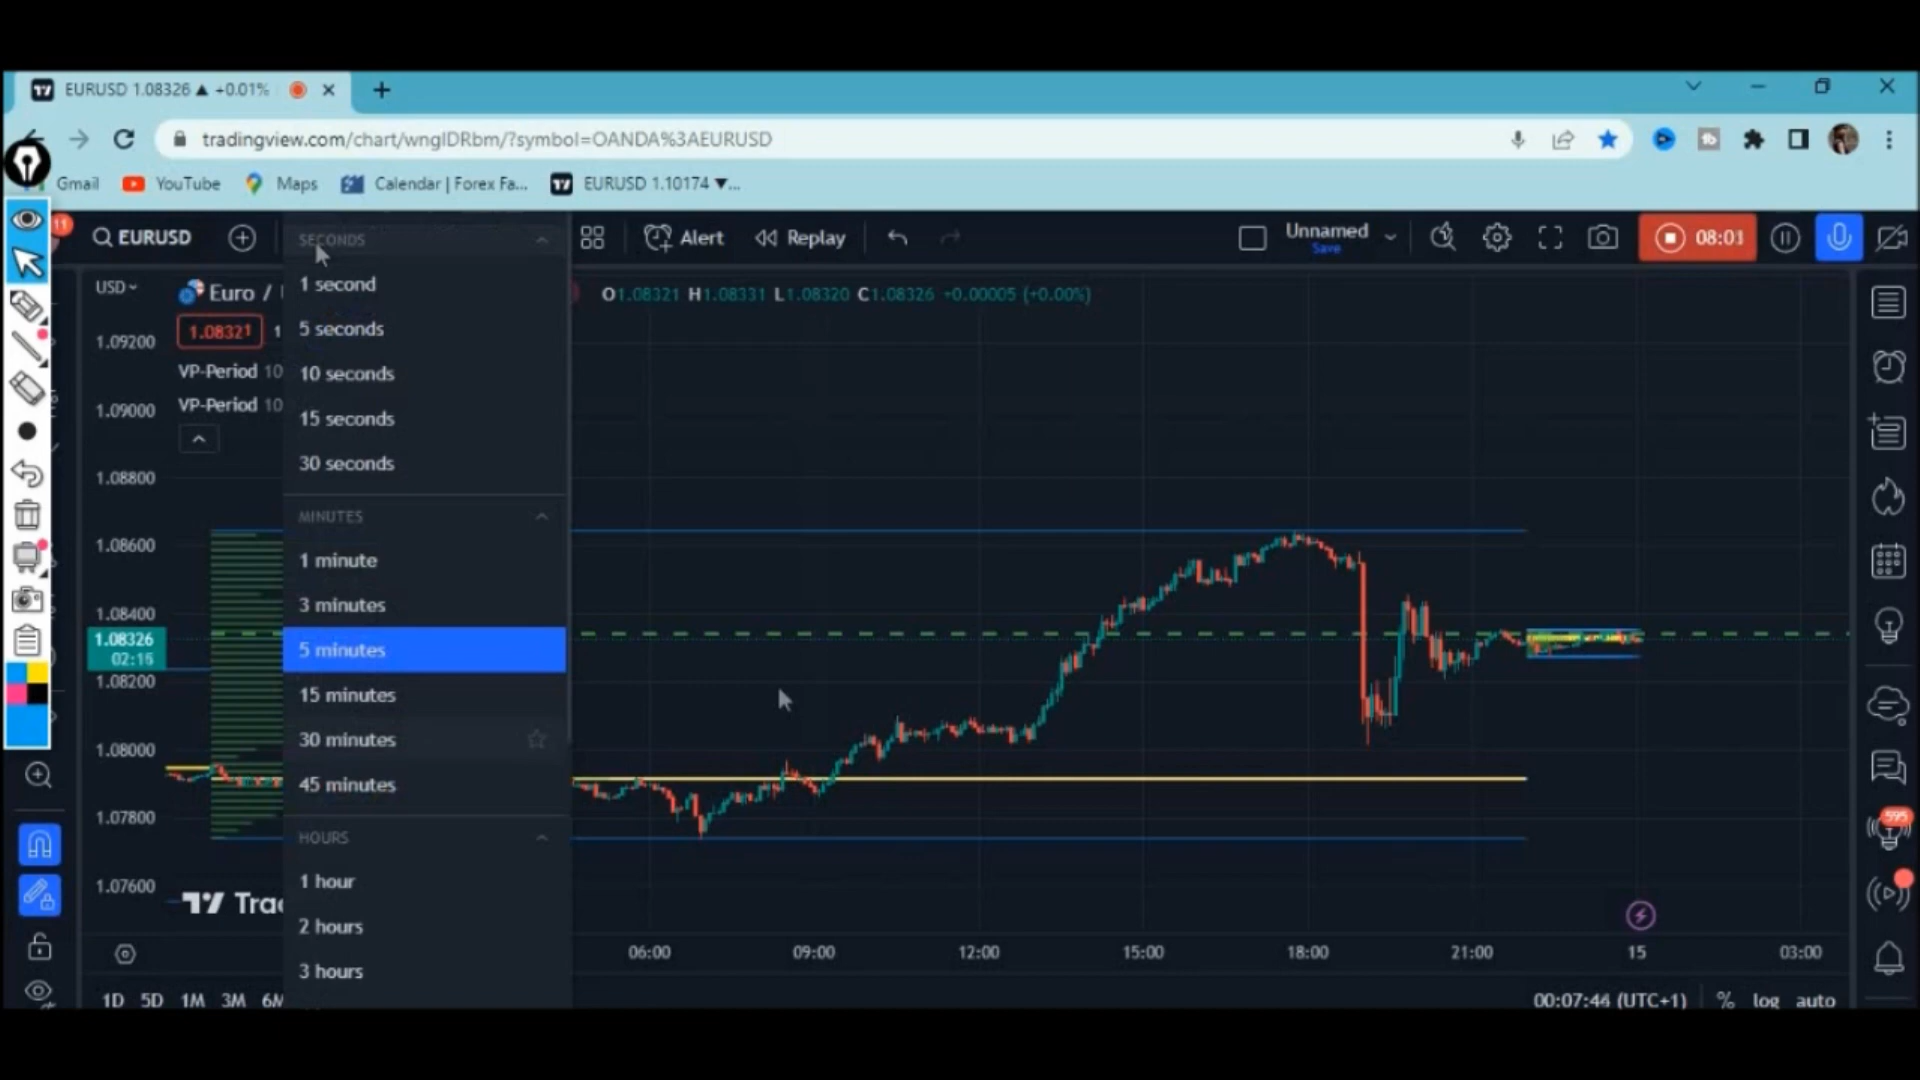 EURUSD 1.08326 ▲ +0.01%
tradingview.com/chart/wnglDRbm/?symbol=OANDA%3AEURUSD
Gmail YouTube Maps Calendar | Forex Fa... EURUSD 1.10174 ▼...
11
EURUSD
SECONDS
Alert Replay
Unnamed
Save
08:01
USD
Euro /
O1.08321 H1.08331 L1.08320 C1.08326 +0.00005 (+0.00%)
1.08321 1
VP-Period 10
VP-Period 10
1 second
5 seconds
10 seconds
15 seconds
30 seconds
MINUTES
1 minute
3 minutes
5 minutes
15 minutes
30 minutes
45 minutes
HOURS
1 hour
2 hours
3 hours
1.09200
1.09000
1.08800
1.08600
1.08400
1.08326
02:16
1.08200
1.08000
1.07800
1.07600
595
06:00 09:00 12:00 15:00 18:00 21:00 15 03:00
1D 5D 1M 3M 6M
00:07:44 (UTC+1) % log auto